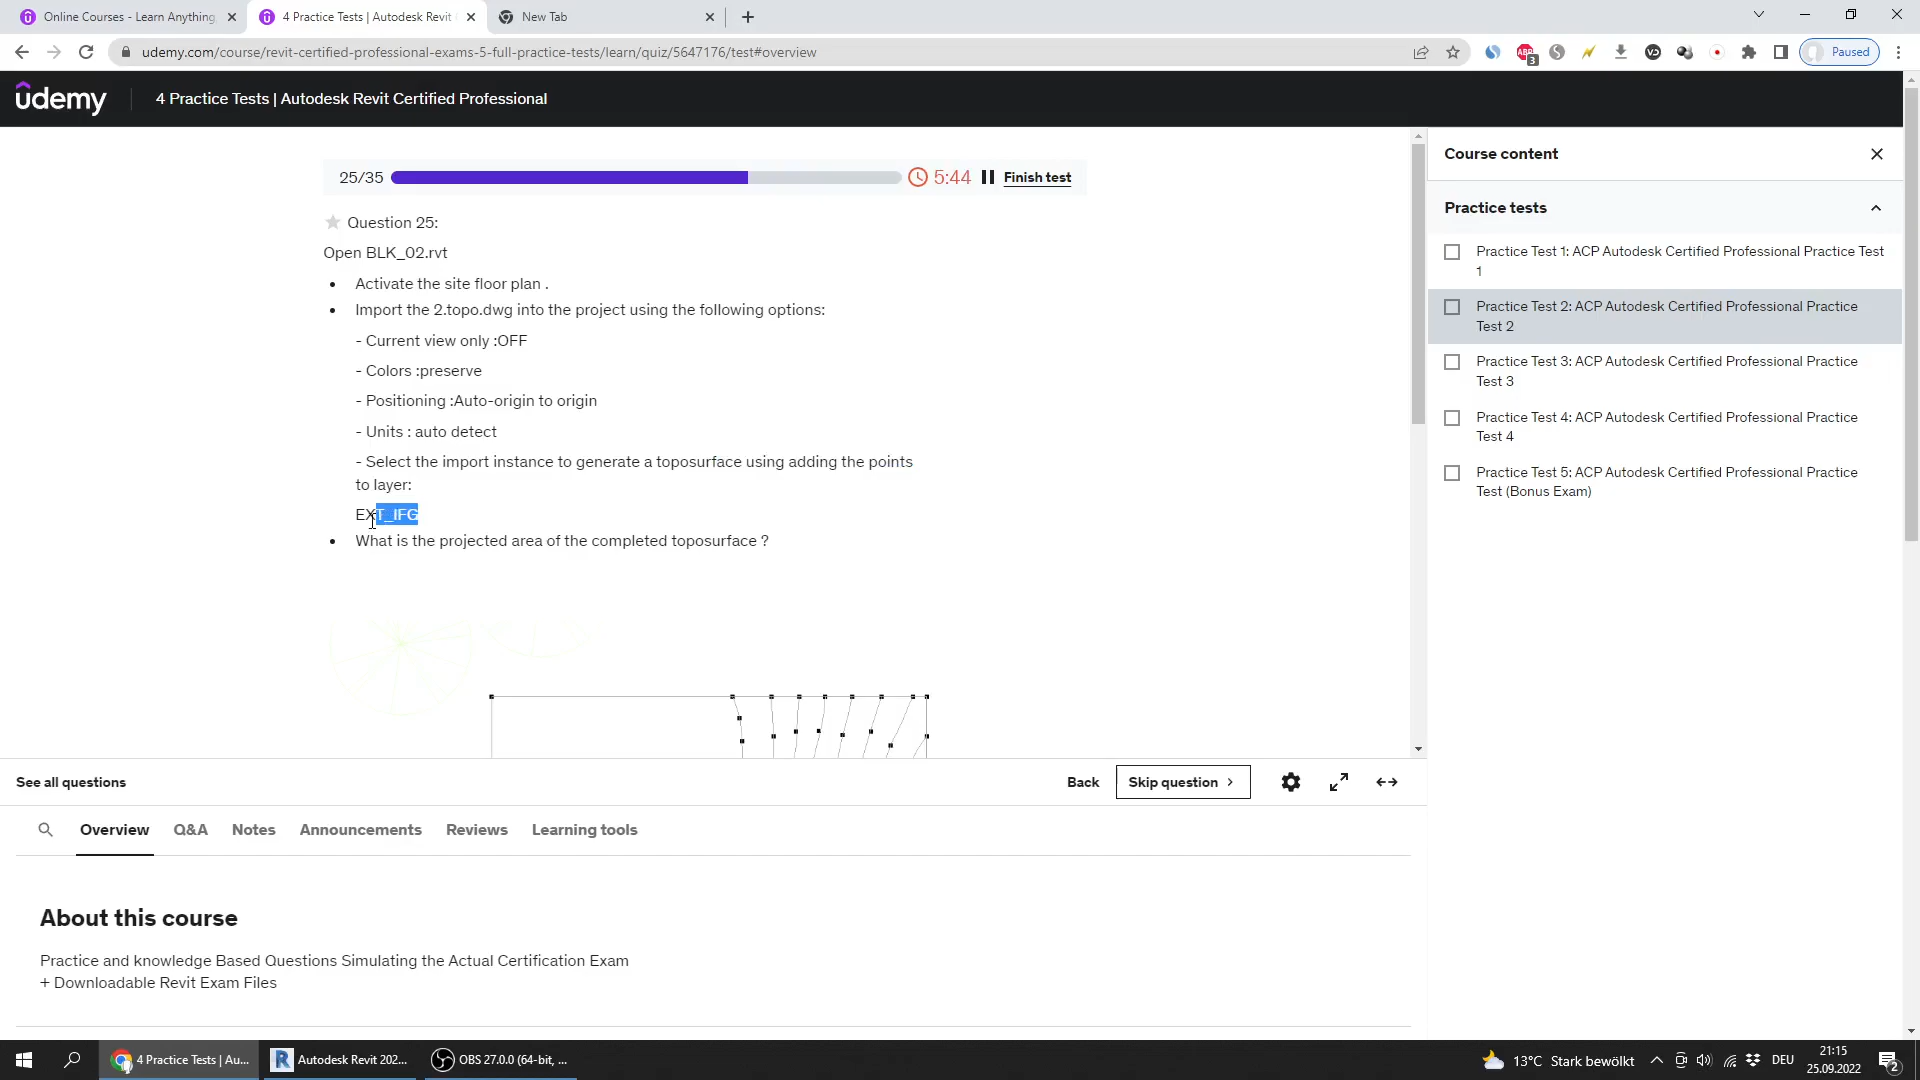 Online Courses - Learn Anything,
4 Practice Tests | Autodesk Revit
New Tab
udemy.com/course/revit-certified-professional-exams-5-full-practice-tests/learn/quiz/5647176/test#overview
ABP
3
Paused
udemy
4 Practice Tests | Autodesk Revit Certified Professional
25/35
5:44
Finish test
Question 25:
Open BLK_02.rvt
Activate the site floor plan .
Import the 2.topo.dwg into the project using the following options:
- Current view only :OFF
- Colors :preserve
- Positioning :Auto-origin to origin
- Units : auto detect
- Select the import instance to generate a toposurface using adding the points
to layer:
EXT_IFG
What is the projected area of the completed toposurface ?
Course content
Practice tests
Practice Test 1: ACP Autodesk Certified Professional Practice Test
1
Practice Test 2: ACP Autodesk Certified Professional Practice
Test 2
Practice Test 3: ACP Autodesk Certified Professional Practice
Test 3
Practice Test 4: ACP Autodesk Certified Professional Practice
Test 4
Practice Test 5: ACP Autodesk Certified Professional Practice
Test (Bonus Exam)
See all questions
Back
Skip question
Overview
Q&A
Notes
Announcements
Reviews
Learning tools
About this course
Practice and knowledge Based Questions Simulating the Actual Certification Exam
+ Downloadable Revit Exam Files
4 Practice Tests | Au...
Autodesk Revit 202...
OBS 27.0.0 (64-bit, ...
13°C Stark bewölkt
DEU
21:15
25.09.2022
2